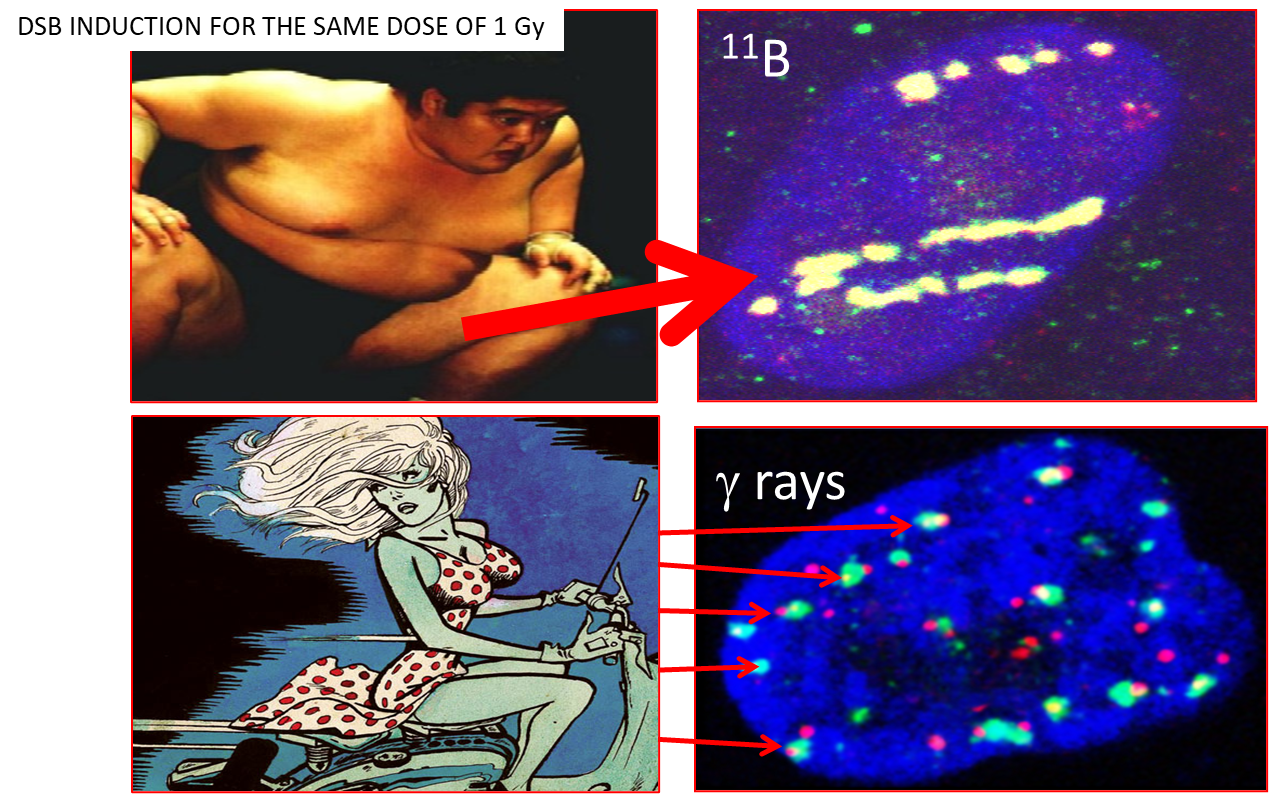 DSB INDUCTION FOR THE SAME DOSE OF 1 Gy
¹¹B
γ rays